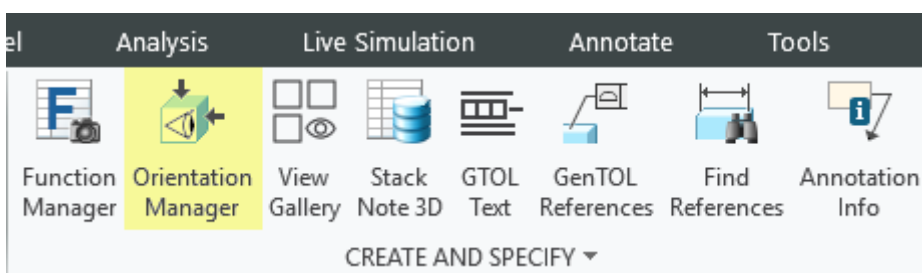 el Analysis Live Simulation Annotate Tools
Function Orientation View Stack GTOL GenTOL Find Annotation
Manager Manager Gallery Note 3D Text References References Info
CREATE AND SPECIFY